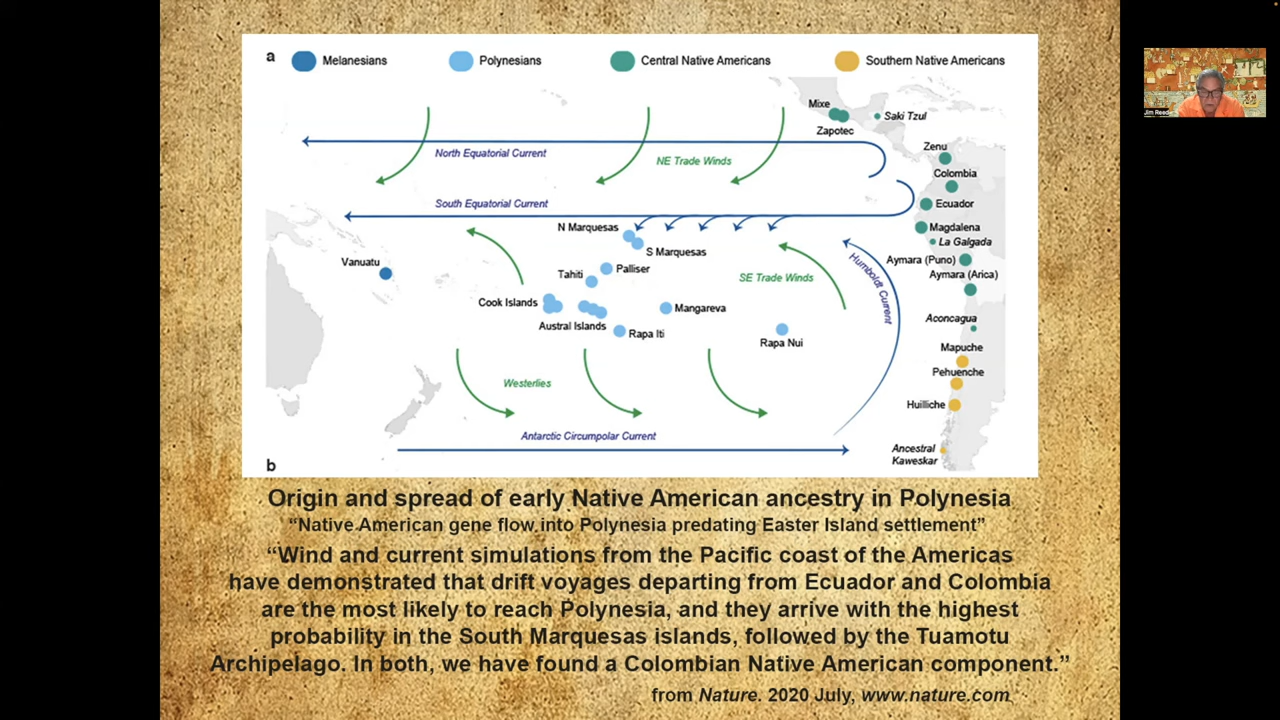 a
Melanesians
Polynesians
Central Native Americans
Southern Native Americans
Mixe
Zapotec
Saki Tzul
North Equatorial Current
NE Trade Winds
Zenu
Colombia
South Equatorial Current
Ecuador
N Marquesas
S Marquesas
Magdalena
La Galgada
Vanuatu
Palliser
Aymara (Puno)
Tahiti
SE Trade Winds
Humboldt Current
Aymara (Arica)
Cook Islands
Mangareva
Austral Islands
Rapa Iti
Rapa Nui
Aconcagua
Mapuche
Pehuenche
Westerlies
Huilliche
Antarctic Circumpolar Current
Ancestral
Kaweskar
b
Origin and spread of early Native American ancestry in Polynesia
“Native American gene flow into Polynesia predating Easter Island settlement”
“Wind and current simulations from the Pacific coast of the Americas
have demonstrated that drift voyages departing from Ecuador and Colombia
are the most likely to reach Polynesia, and they arrive with the highest
probability in the South Marquesas islands, followed by the Tuamotu
Archipelago. In both, we have found a Colombian Native American component.”
from Nature. 2020 July, www.nature.com
Jim Reed